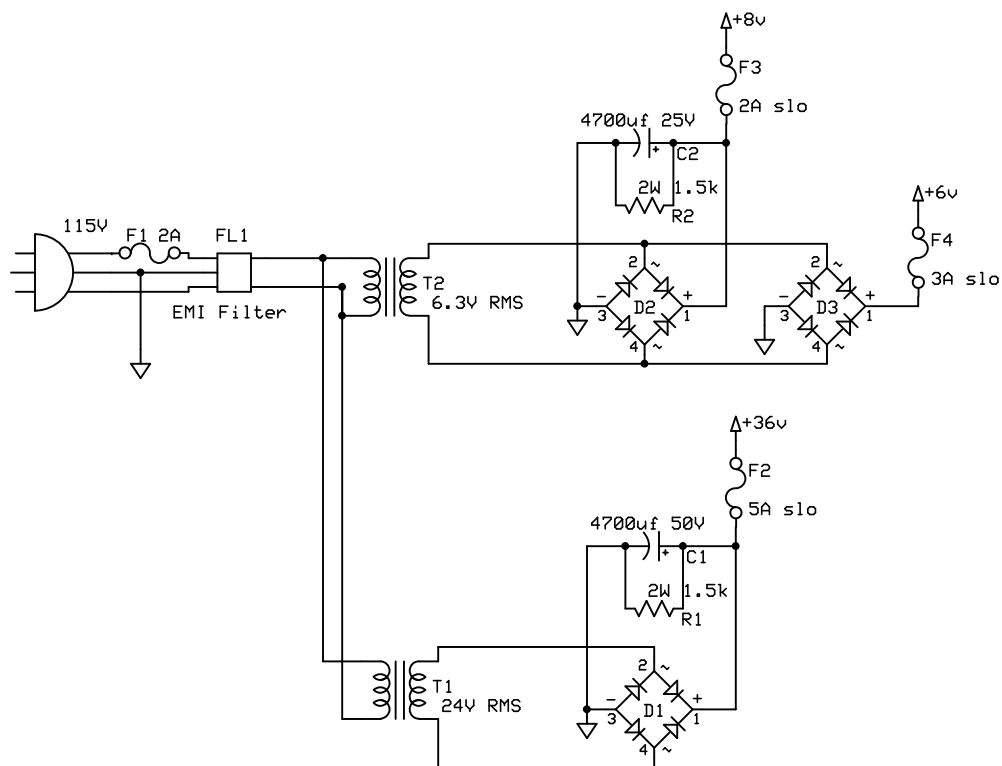 +8v
F3
2A slo
4700uf 25V
+ C2
2W 1.5k
R2
+6v
F4
3A slo
115V
F1 2A FL1
EMI Filter
T2
6.3V RMS
2 ~
- +
D2
3 1
4 ~
2 ~
- +
D3
3 1
4 ~
+36v
F2
5A slo
4700uf 50V
+ C1
2W 1.5k
R1
T1
24V RMS
2 ~
- +
D1
3 1
4 ~